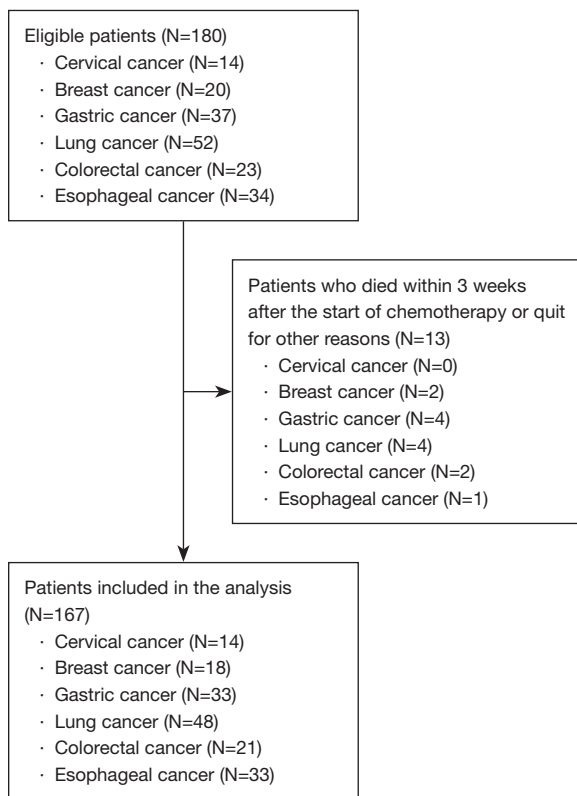 Eligible patients (N=180)
· Cervical cancer (N=14)
· Breast cancer (N=20)
· Gastric cancer (N=37)
· Lung cancer (N=52)
· Colorectal cancer (N=23)
· Esophageal cancer (N=34)
Patients who died within 3 weeks
after the start of chemotherapy or quit
for other reasons (N=13)
· Cervical cancer (N=0)
· Breast cancer (N=2)
· Gastric cancer (N=4)
· Lung cancer (N=4)
· Colorectal cancer (N=2)
· Esophageal cancer (N=1)
Patients included in the analysis
(N=167)
· Cervical cancer (N=14)
· Breast cancer (N=18)
· Gastric cancer (N=33)
· Lung cancer (N=48)
· Colorectal cancer (N=21)
· Esophageal cancer (N=33)